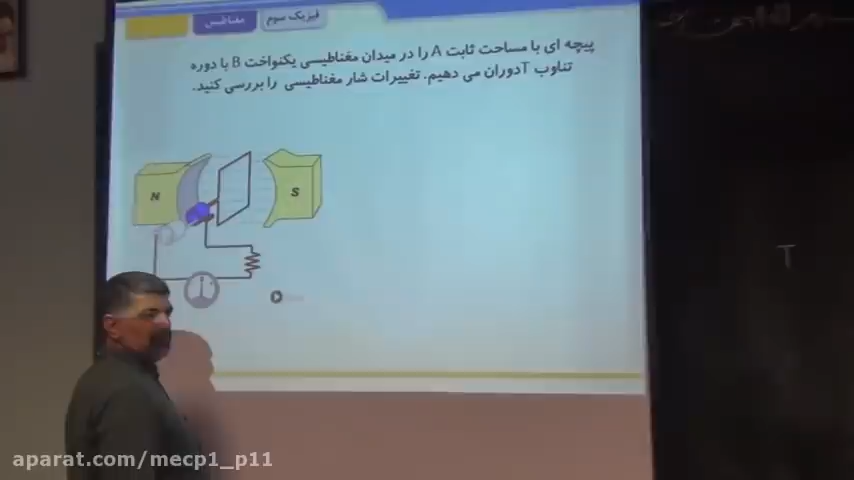 فیزیک سوم
مغناطیس
پیچه ای با مساحت ثابت A را در میدان مغناطیسی یکنواخت B با دوره
تناوب T دوران می دهیم. تغییرات شار مغناطیسی را بررسی کنید.
N
S
T
aparat.com/mecp1_p11